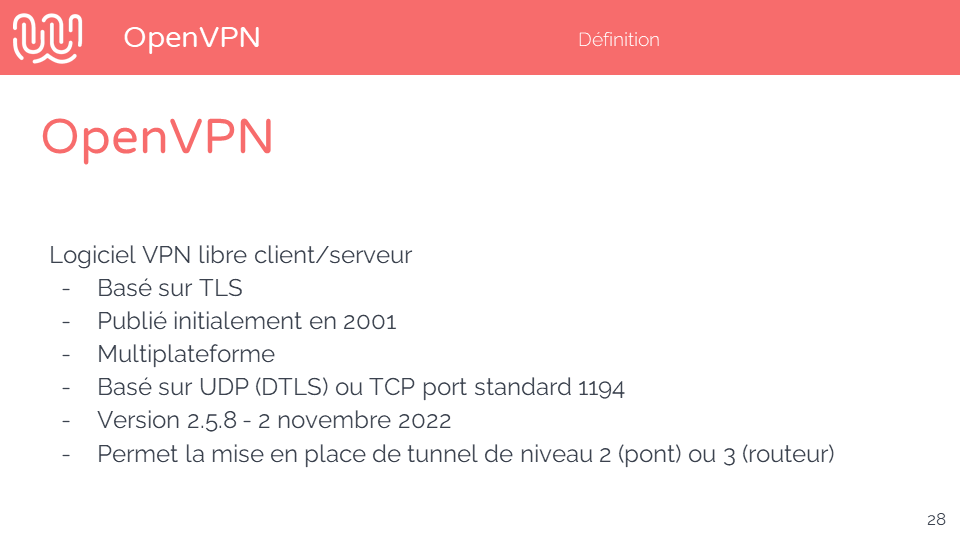 OpenVPN
Définition
OpenVPN
Logiciel VPN libre client/serveur
- Basé sur TLS
- Publié initialement en 2001
- Multiplateforme
- Basé sur UDP (DTLS) ou TCP port standard 1194
- Version 2.5.8 - 2 novembre 2022
- Permet la mise en place de tunnel de niveau 2 (pont) ou 3 (routeur)
28